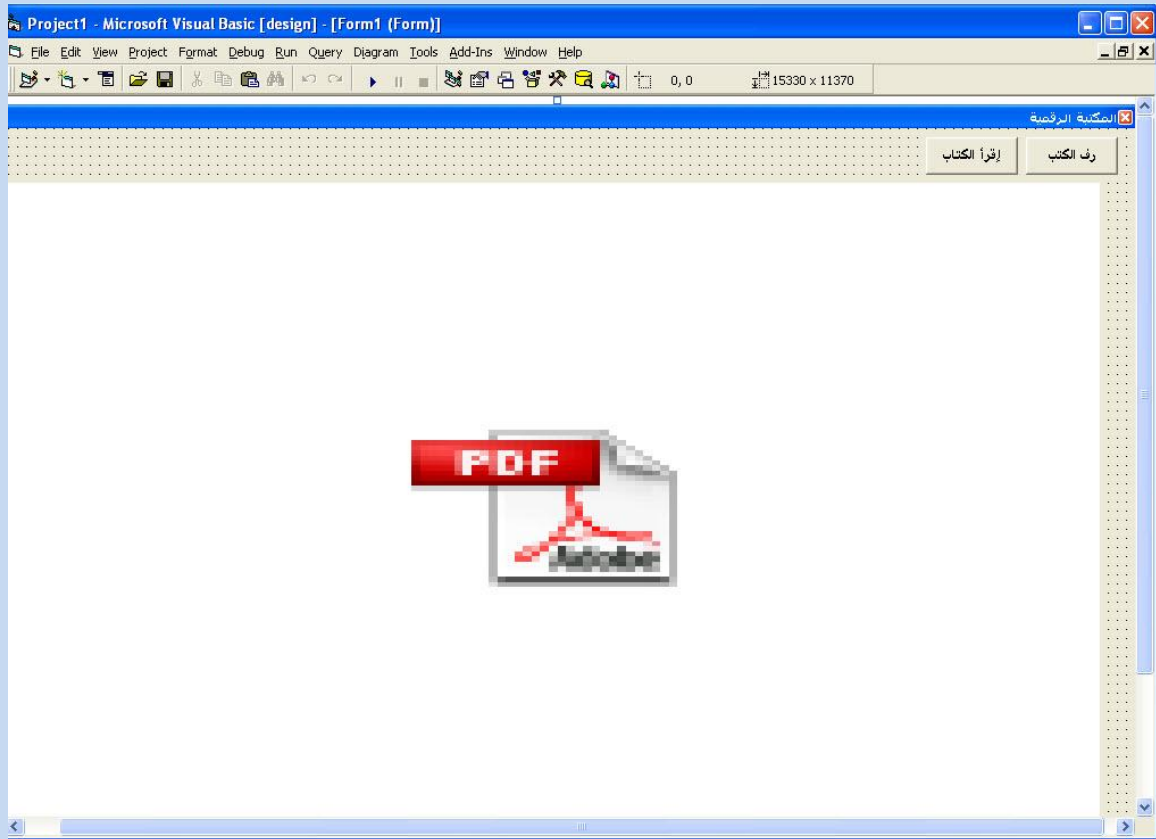 Project1 - Microsoft Visual Basic [design] - [Form1 (Form)]
File Edit View Project Format Debug Run Query Diagram Tools Add-Ins Window Help
0, 0 15330 x 11370
المكتبة الرقمية
رف الكتب إقرأ الكتاب
PDF
Adobe